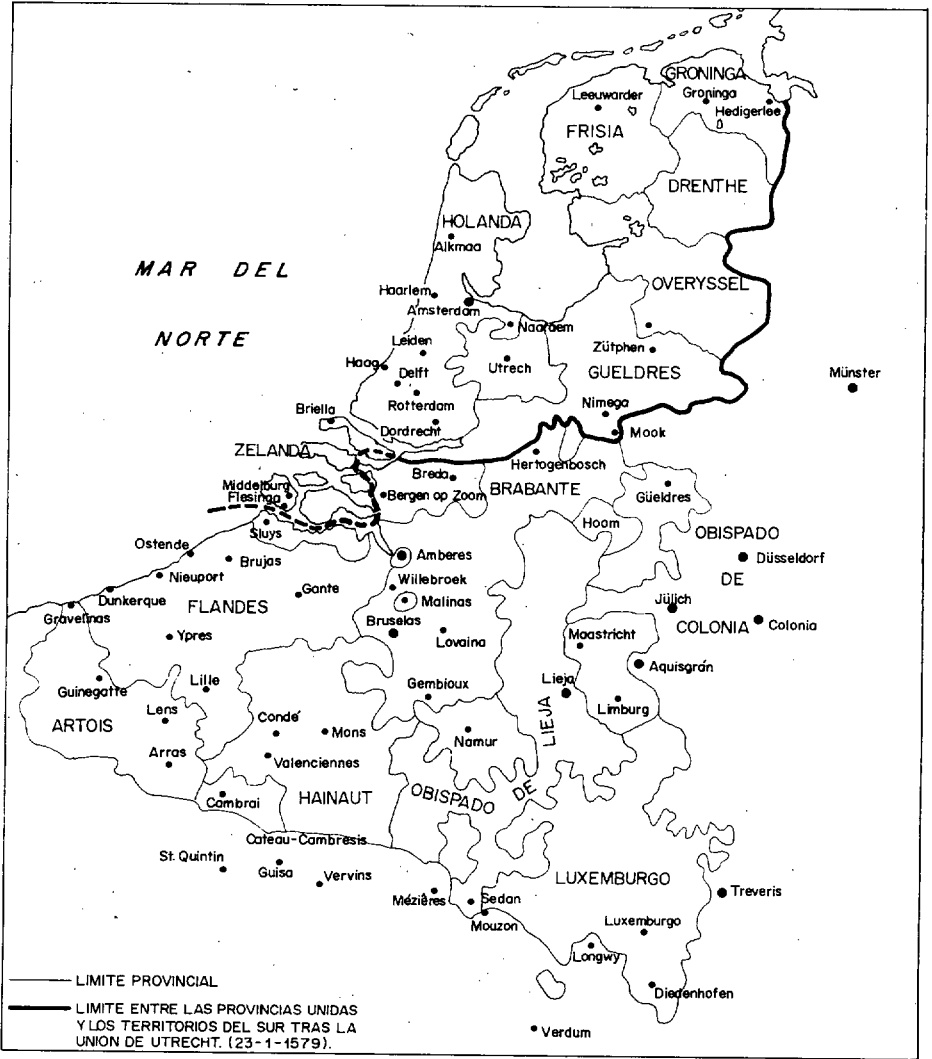 GRONINGA
Groninga
Leeuwarder
Hedigerlee
FRISIA
DRENTHE
HOLANDA
Alkmaa
MAR DEL
NORTE
OVERYSSEL
Haarlem
Amsterdam
Naardem
Leiden
Zütphen
Haag
Delft
Utrech
GUELDRES
Münster
Rotterdam
Nimega
Briella
Dordrecht
Mook
ZELANDA
Hertogenbosch
Breda
BRABANTE
Middelburg
Flesinga
Bergen op Zoom
Güeldres
Hoom
OBISPADO
Sluys
Ostende
Brujas
Amberes
Düsseldorf
DE
Nieuport
Willebroek
Dunkerque
FLANDES
Gante
Malinas
Jülich
Gravelinas
Bruselas
COLONIA
Colonia
Ypres
Lovaina
Maastricht
Aquisgrán
Guinegatte
Lille
Gembioux
Lieja
Limburg
ARTOIS
Lens
Condé
Mons
Namur
LIEJA
Arras
Valenciennes
Cambrai
HAINAUT
OBISPADO DE
Cateau-Cambresis
St. Quintin
Guisa
Vervins
LUXEMBURGO
Mézières
Sedan
Treveris
Mouzon
Luxemburgo
Longwy
Diedenhofen
Verdum
LIMITE PROVINCIAL
LIMITE ENTRE LAS PROVINCIAS UNIDAS
Y LOS TERRITORIOS DEL SUR TRAS LA
UNION DE UTRECHT. (23-1-1579).